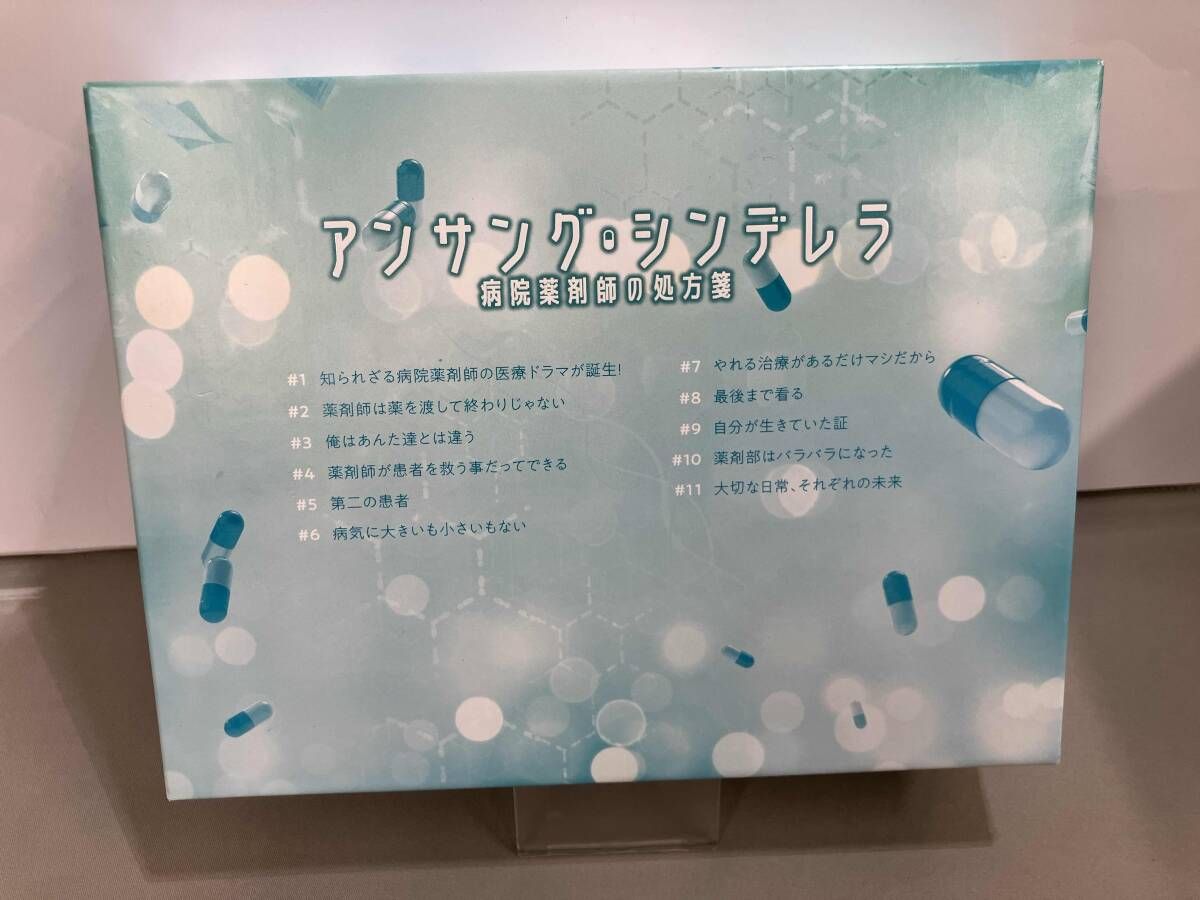 アンサング・シンデレラ
病院薬剤師の処方箋
#1 知られざる病院薬剤師の医療ドラマが誕生!
#2 薬剤師は薬を渡して終わりじゃない
#3 俺はあんた達とは違う
#4 薬剤師が患者を救う事だってできる
#5 第二の患者
#6 病気に大きいも小さいもない
#7 やれる治療があるだけマシだから
#8 最後まで看る
#9 自分が生きていた証
#10 薬剤部はバラバラになった
#11 大切な日常、それぞれの未来